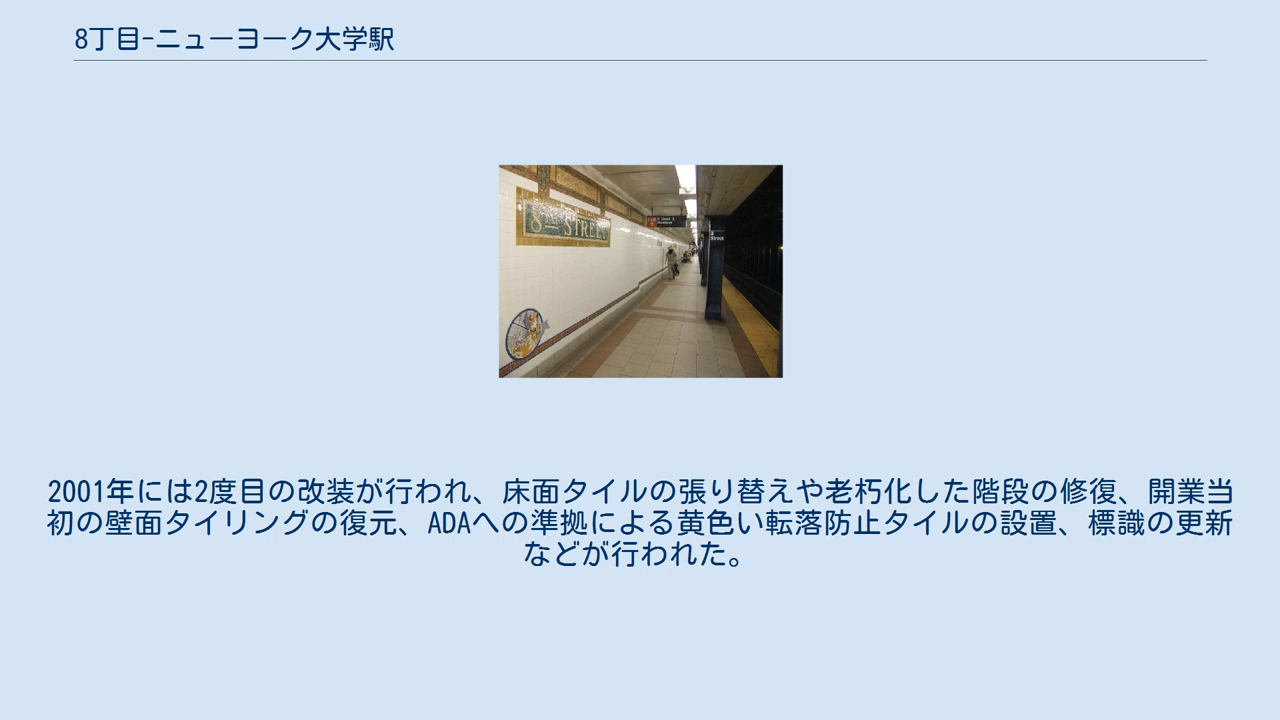 8丁目-ニューヨーク大学駅
8TH STREET
2001年には2度目の改装が行われ、床面タイルの張り替えや老朽化した階段の修復、開業当
初の壁面タイリングの復元、ADAへの準拠による黄色い転落防止タイルの設置、標識の更新
などが行われた。